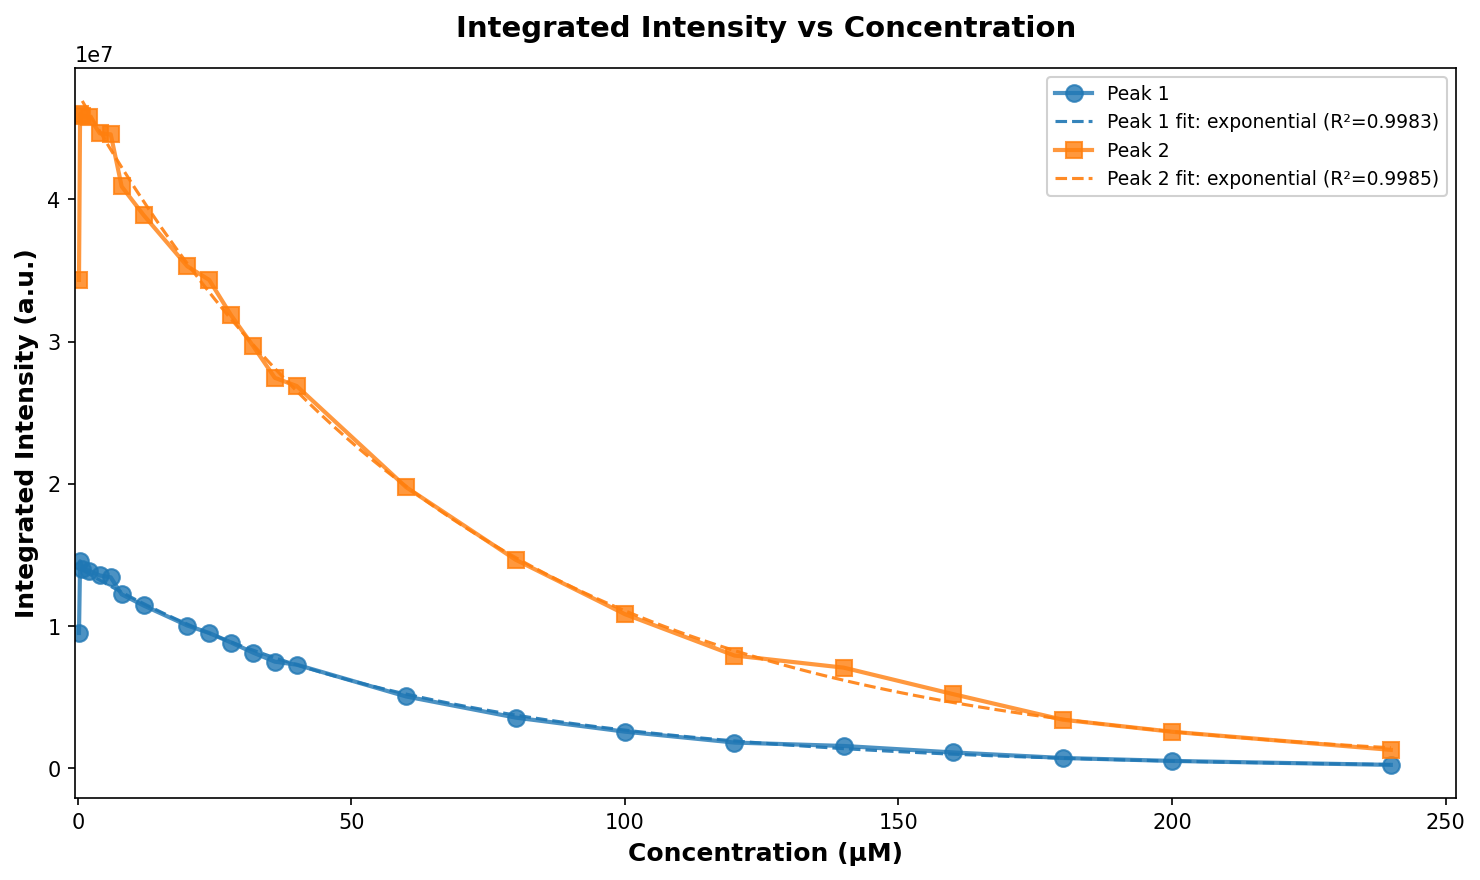 Integrated Intensity vs Concentration
1e7
Peak 1
Peak 1 fit: exponential (R²=0.9983)
Peak 2
Peak 2 fit: exponential (R²=0.9985)
Integrated Intensity (a.u.)
4
3
2
1
0
0 50 100 150 200 250
Concentration (μM)